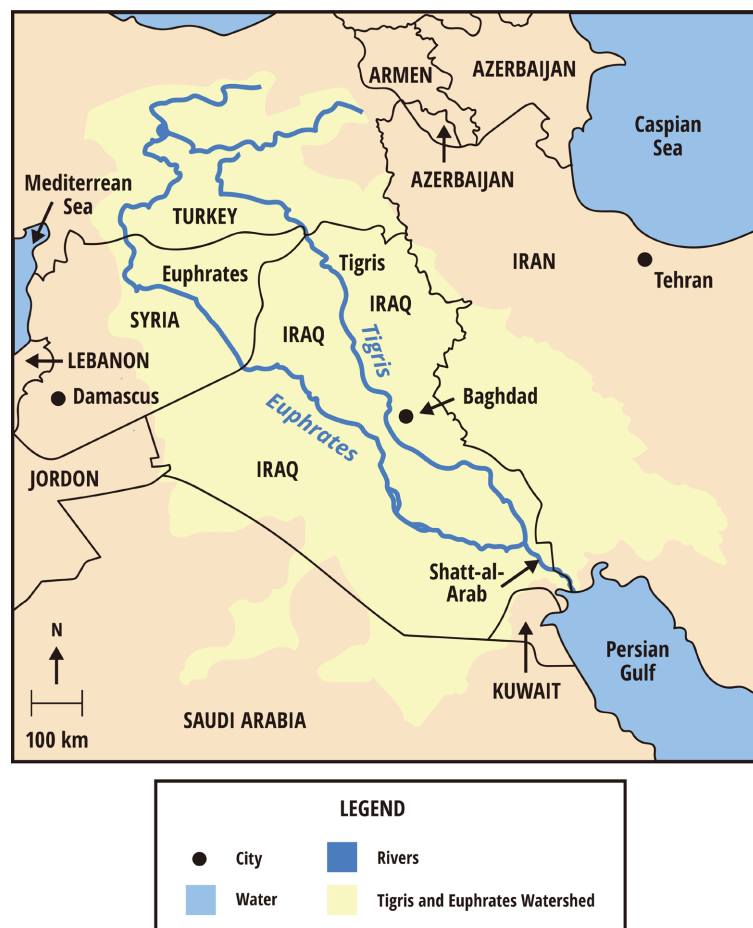 ARMEN
AZERBAIJAN
Caspian
Sea
AZERBAIJAN
Mediterrean
Sea
TURKEY
IRAN
Tehran
Euphrates
Tigris
IRAQ
SYRIA
IRAQ
Tigris
LEBANON
Damascus
Baghdad
Euphrates
IRAQ
JORDON
Shatt-al-
Arab
N
Persian
Gulf
KUWAIT
SAUDI ARABIA
100 km
LEGEND
City
Rivers
Water
Tigris and Euphrates Watershed